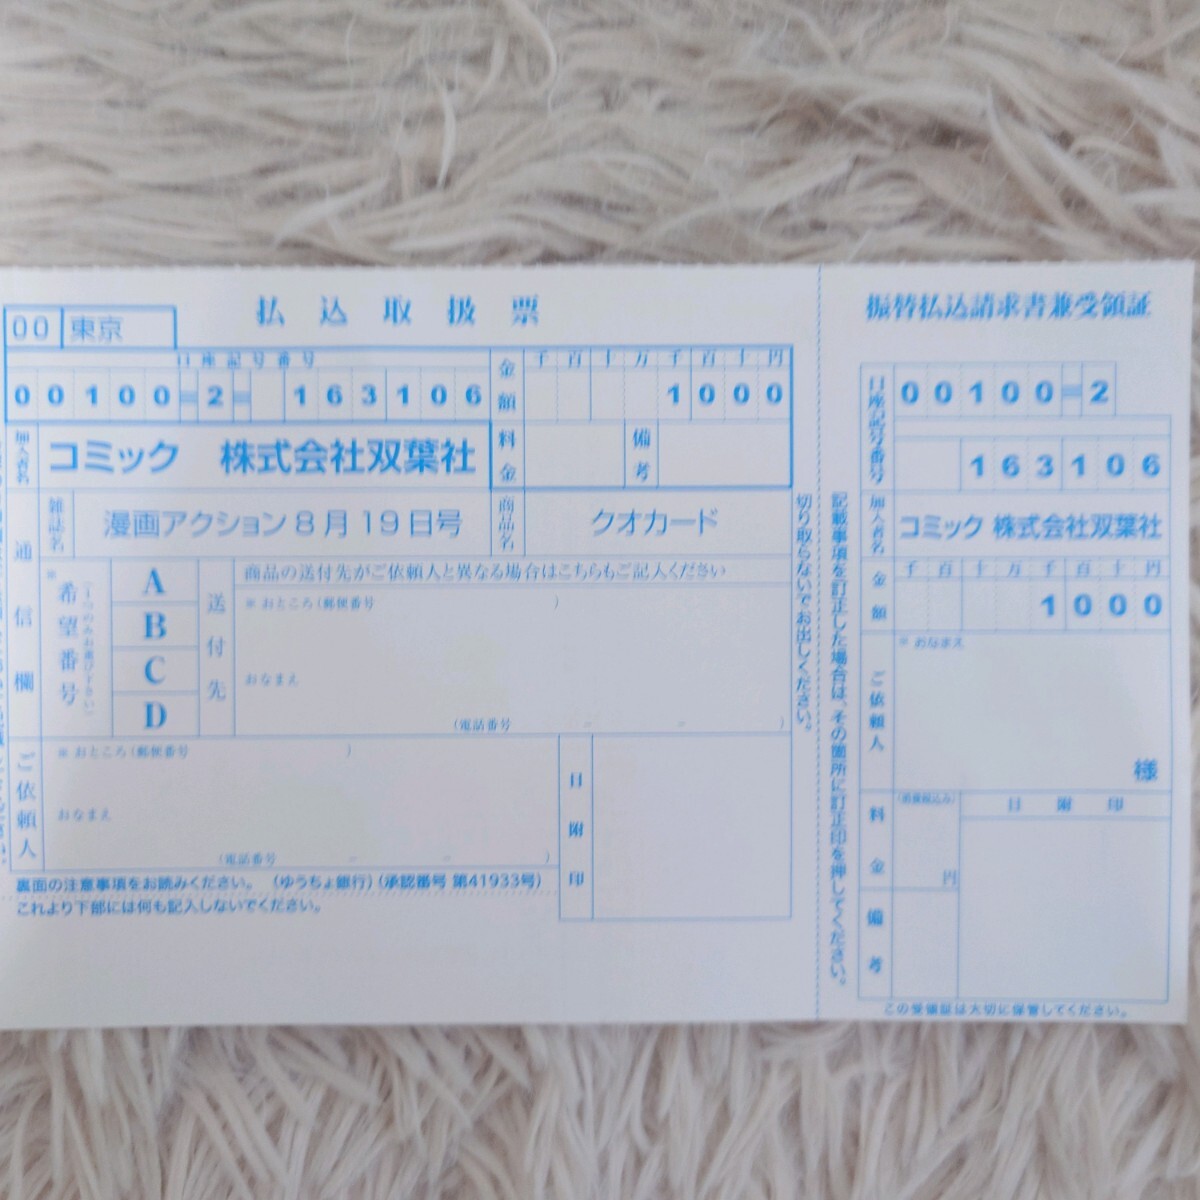 払込取扱票
00 東京
口座記号番号
00100-2- 163106
金額
千百十万千百十円
1000
加入者名
コミック 株式会社双葉社
料金
備考
通信欄
雑誌名
漫画アクション8月19日号
商品名
クオカード
※希望番号
(1つのみお選び下さい)
A
B
C
D
送付先
商品の送付先がご依頼人と異なる場合はこちらもご記入ください
※おところ(郵便番号 )
おなまえ
(電話番号 - - )
ご依頼人
※おところ(郵便番号 )
おなまえ
(電話番号 - - )
日附印
裏面の注意事項をお読みください。 (ゆうちょ銀行)(承認番号 第41933号)
これより下部には何も記入しないでください。
切り取らないでお出しください。
記載事項を訂正した場合は、その箇所に訂正印を押してください。
振替払込請求書兼受領証
口座記号番号
00100-2
163106
加入者名
コミック 株式会社双葉社
金額
千百十万千百十円
1000
ご依頼人
※おなまえ
様
料金
(消費税込み)
円
日附印
備考
この受領証は大切に保管してください。